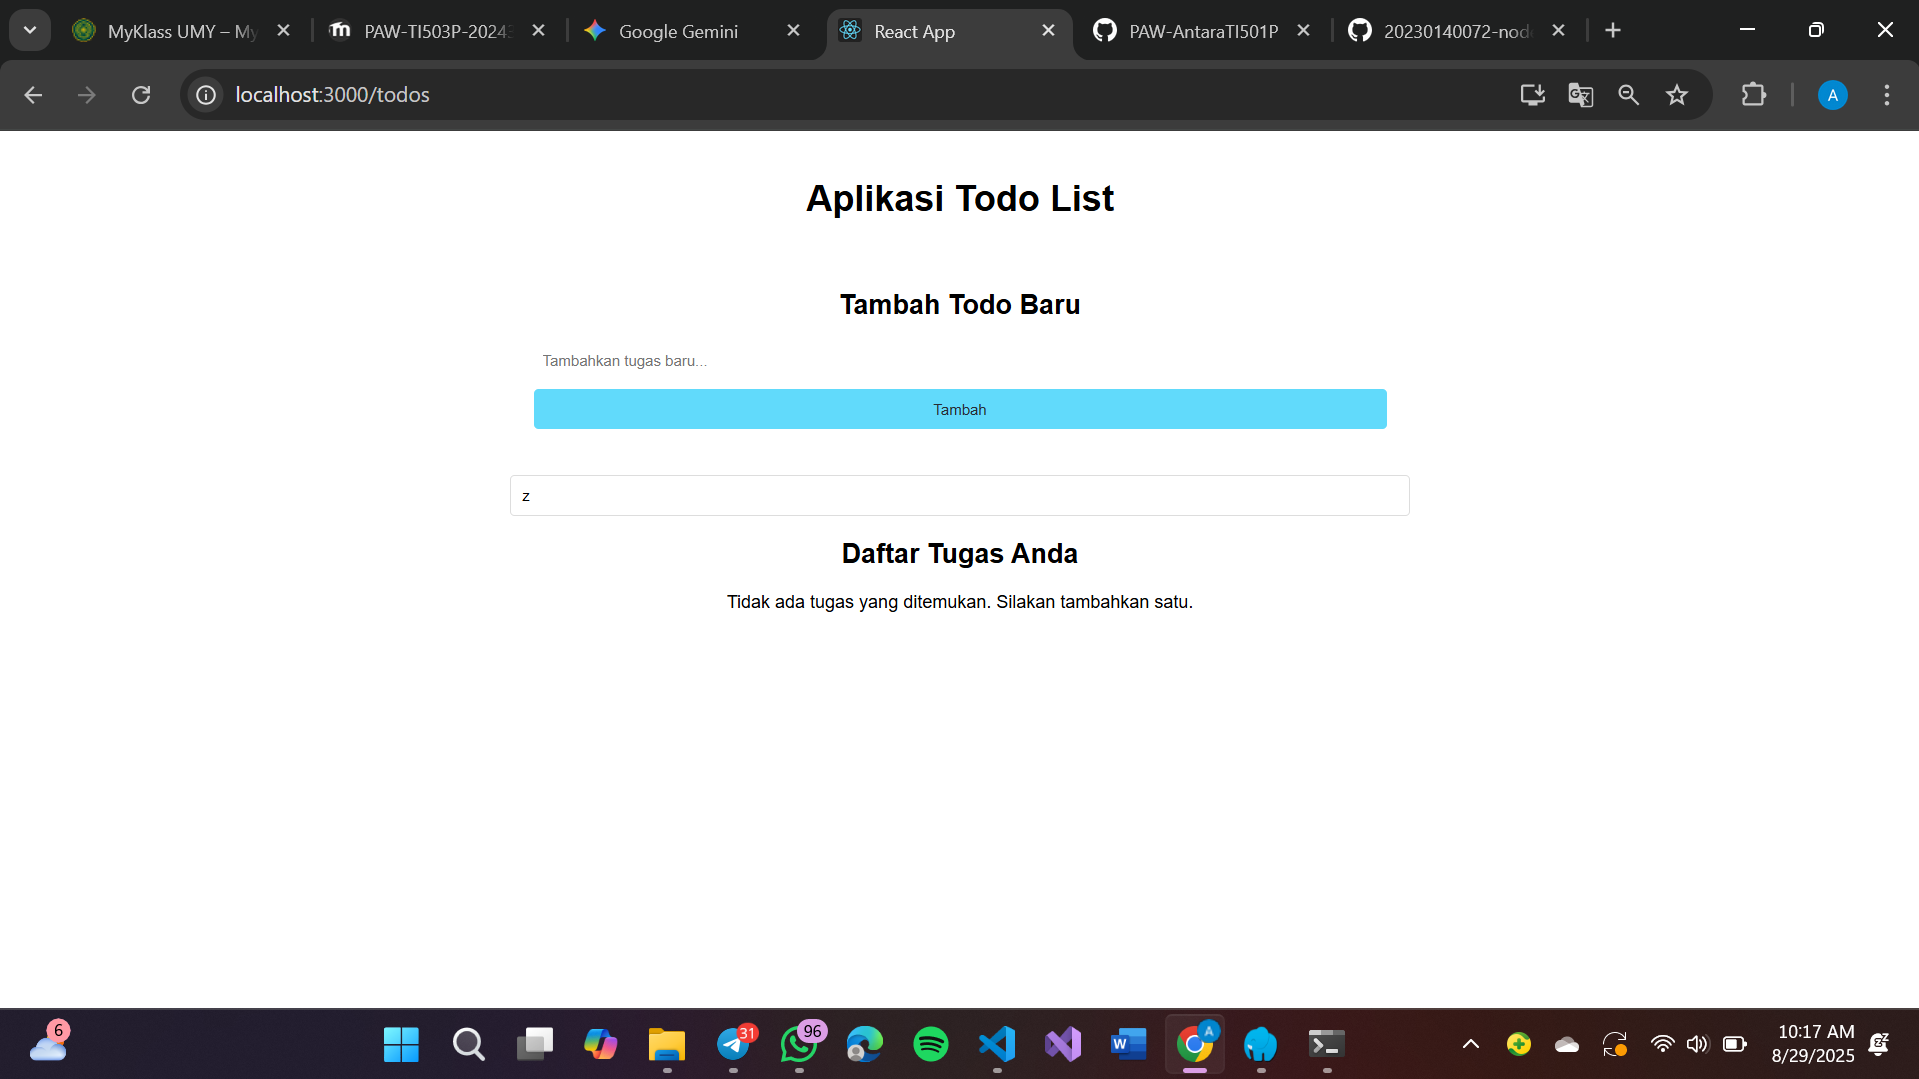 MyKlass UMY – My
PAW-TI503P-20243
Google Gemini
React App
PAW-AntaraTI501P
20230140072-node
localhost:3000/todos
A
Aplikasi Todo List
Tambah Todo Baru
Tambahkan tugas baru...
Tambah
z
Daftar Tugas Anda
Tidak ada tugas yang ditemukan. Silakan tambahkan satu.
6
31
96
W
A
10:17 AM
8/29/2025